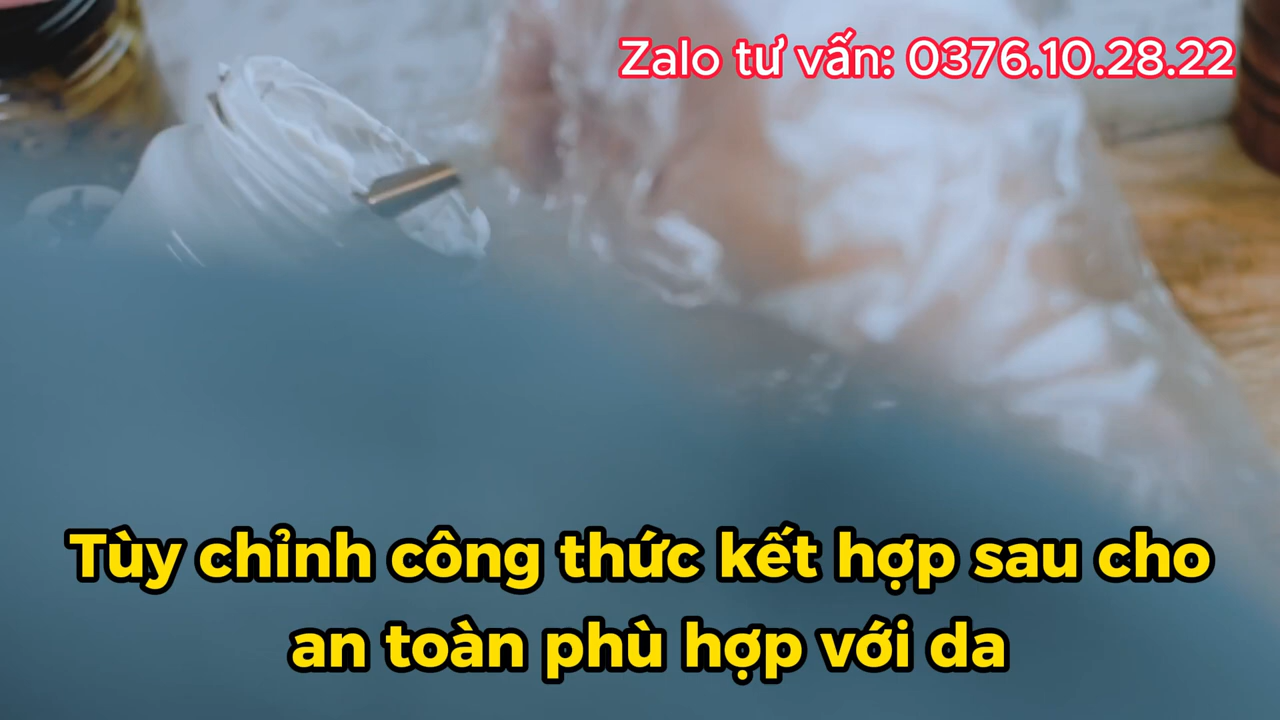 Zalo tư vấn: 0376.10.28.22
Tùy chỉnh công thức kết hợp sau cho
an toàn phù hợp với da